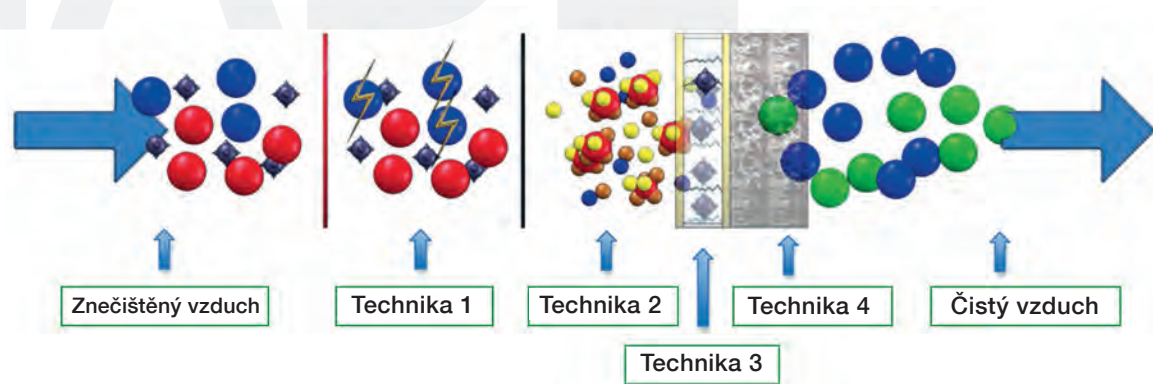 Znečištěný vzduch
Technika 1
Technika 2
Technika 4
Čistý vzduch
Technika 3